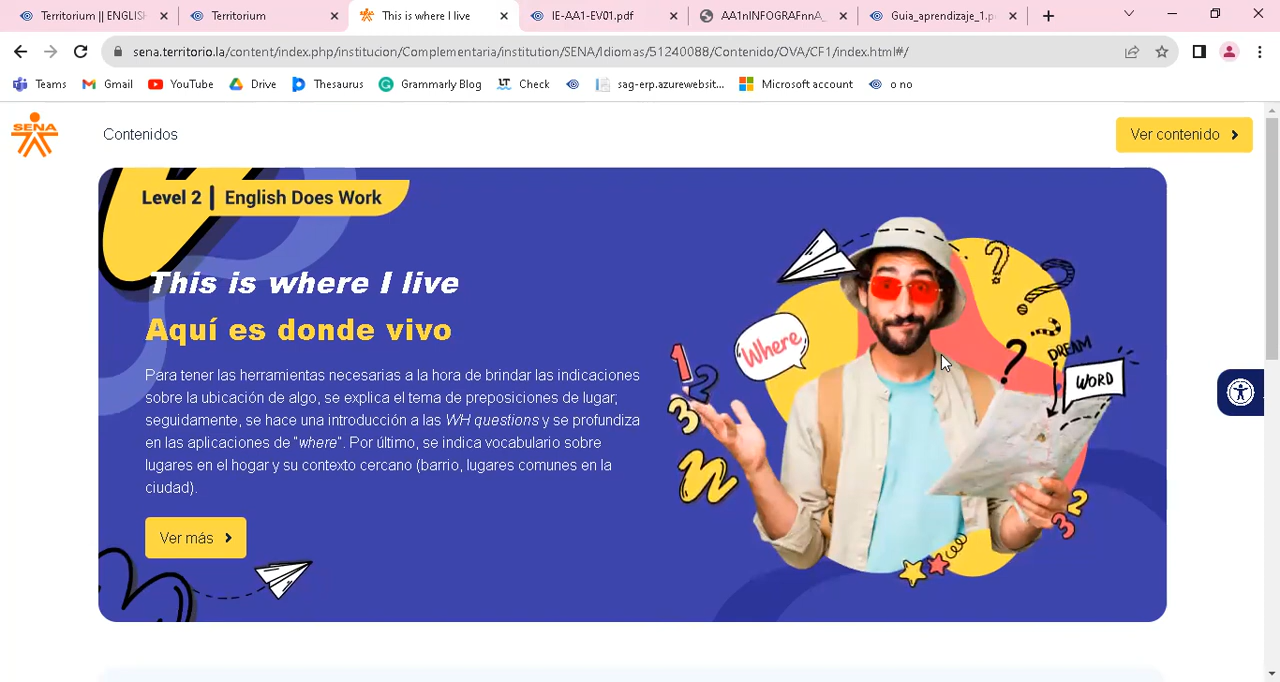 Territorium || ENGLISH
Territorium
This is where I live
IE-AA1-EV01.pdf
AA1nINFOGRAFnnA_
Guia_aprendizaje_1.p
sena.territorio.la/content/index.php/institucion/Complementaria/institution/SENA/Idiomas/51240088/Contenido/OVA/CF1/index.html#/
Teams
Gmail
YouTube
Drive
Thesaurus
Grammarly Blog
LT Check
sag-erp.azurewebsit...
Microsoft account
o no
SENA
Contenidos
Ver contenido
Level 2 | English Does Work
This is where I live
Aquí es donde vivo
Para tener las herramientas necesarias a la hora de brindar las indicaciones
sobre la ubicación de algo, se explica el tema de preposiciones de lugar;
seguidamente, se hace una introducción a las WH questions y se profundiza
en las aplicaciones de "where". Por último, se indica vocabulario sobre
lugares en el hogar y su contexto cercano (barrio, lugares comunes en la
ciudad).
Ver más
Where
1
2
3
? ? ? ?
DREAM
WORD
2
3